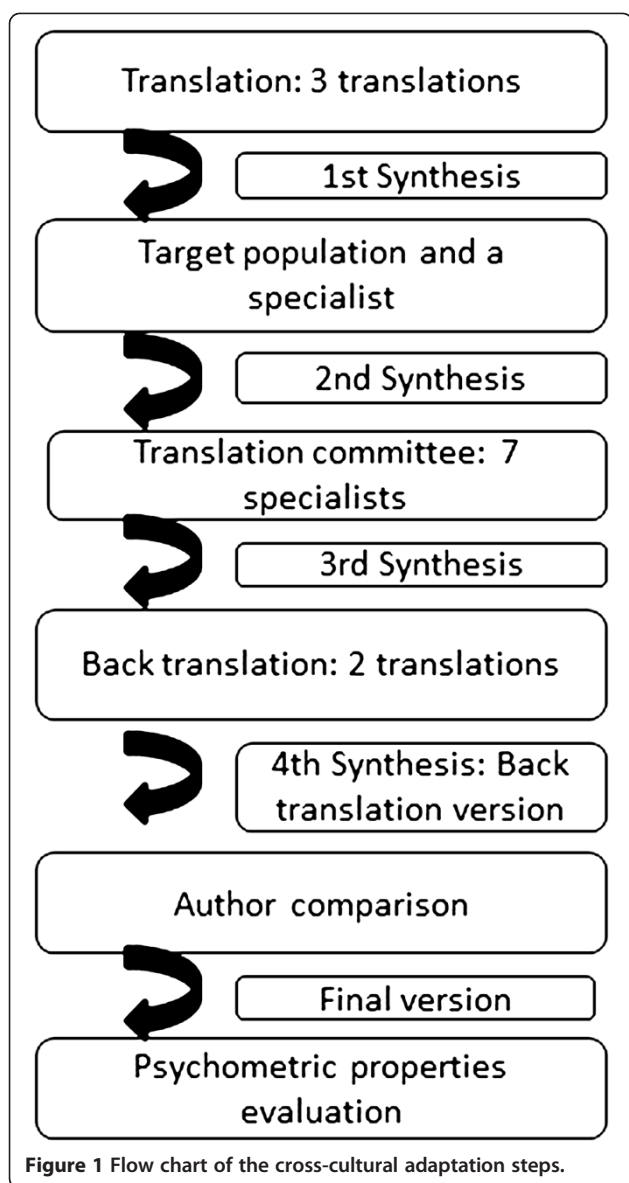 Translation: 3 translations
1st Synthesis
Target population and a
specialist
2nd Synthesis
Translation committee: 7
specialists
3rd Synthesis
Back translation: 2 translations
4th Synthesis: Back
translation version
Author comparison
Final version
Psychometric properties
evaluation
Figure 1 Flow chart of the cross-cultural adaptation steps.